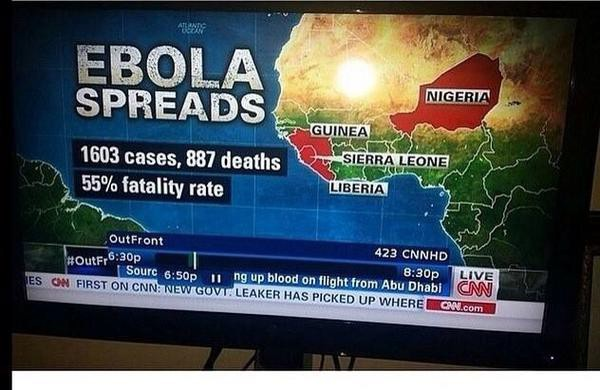 ATLANTIC
OCEAN
EBOLA
SPREADS
NIGERIA
GUINEA
1603 cases, 887 deaths
SIERRA LEONE
55% fatality rate
LIBERIA
OutFront
423 CNNHD
#OutFr
6:30p
8:30p
Sourc
6:50p
ng up blood on flight from Abu Dhabi
LIVE
CNN
IES CNN FIRST ON CNN: NEW GOVT. LEAKER HAS PICKED UP WHERE
CNN.com